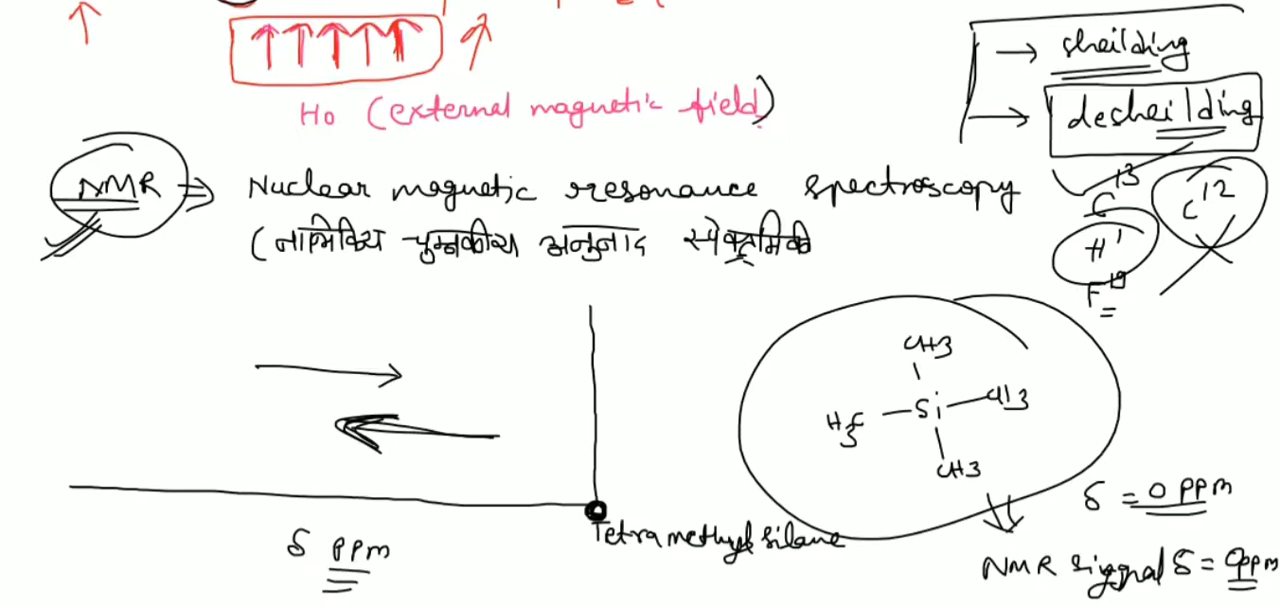 sheilding
Ho (external magnetic field)
desheilding
NMR ⇒ Nuclear magnetic resonance spectroscopy
(नाभिकिय चुम्बकीय अनुनाद
C¹³
C¹²
H¹
F¹⁹
CH3
H3C — Si — CH3
CH3
δ = 0 ppm
Tetramethyl silane
δ ppm
NMR signal δ = 0ppm